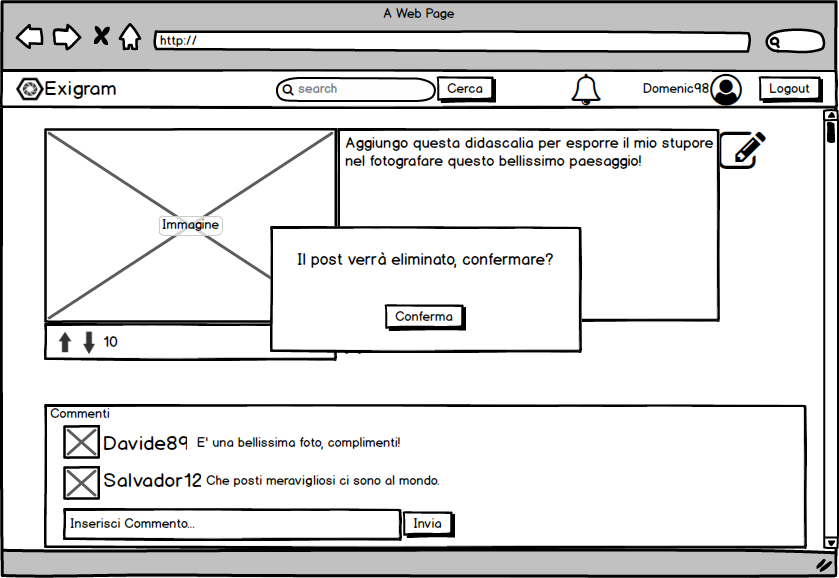 A Web Page
http://
Exigram
search
Cerca
Domenic98
Logout
Immagine
Aggiungo questa didascalia per esporre il mio stupore
nel fotografare questo bellissimo paesaggio!
Il post verrà eliminato, confermare?
Conferma
10
Commenti
Davide89 E' una bellissima foto, complimenti!
Salvador12 Che posti meravigliosi ci sono al mondo.
Inserisci Commento... Invia